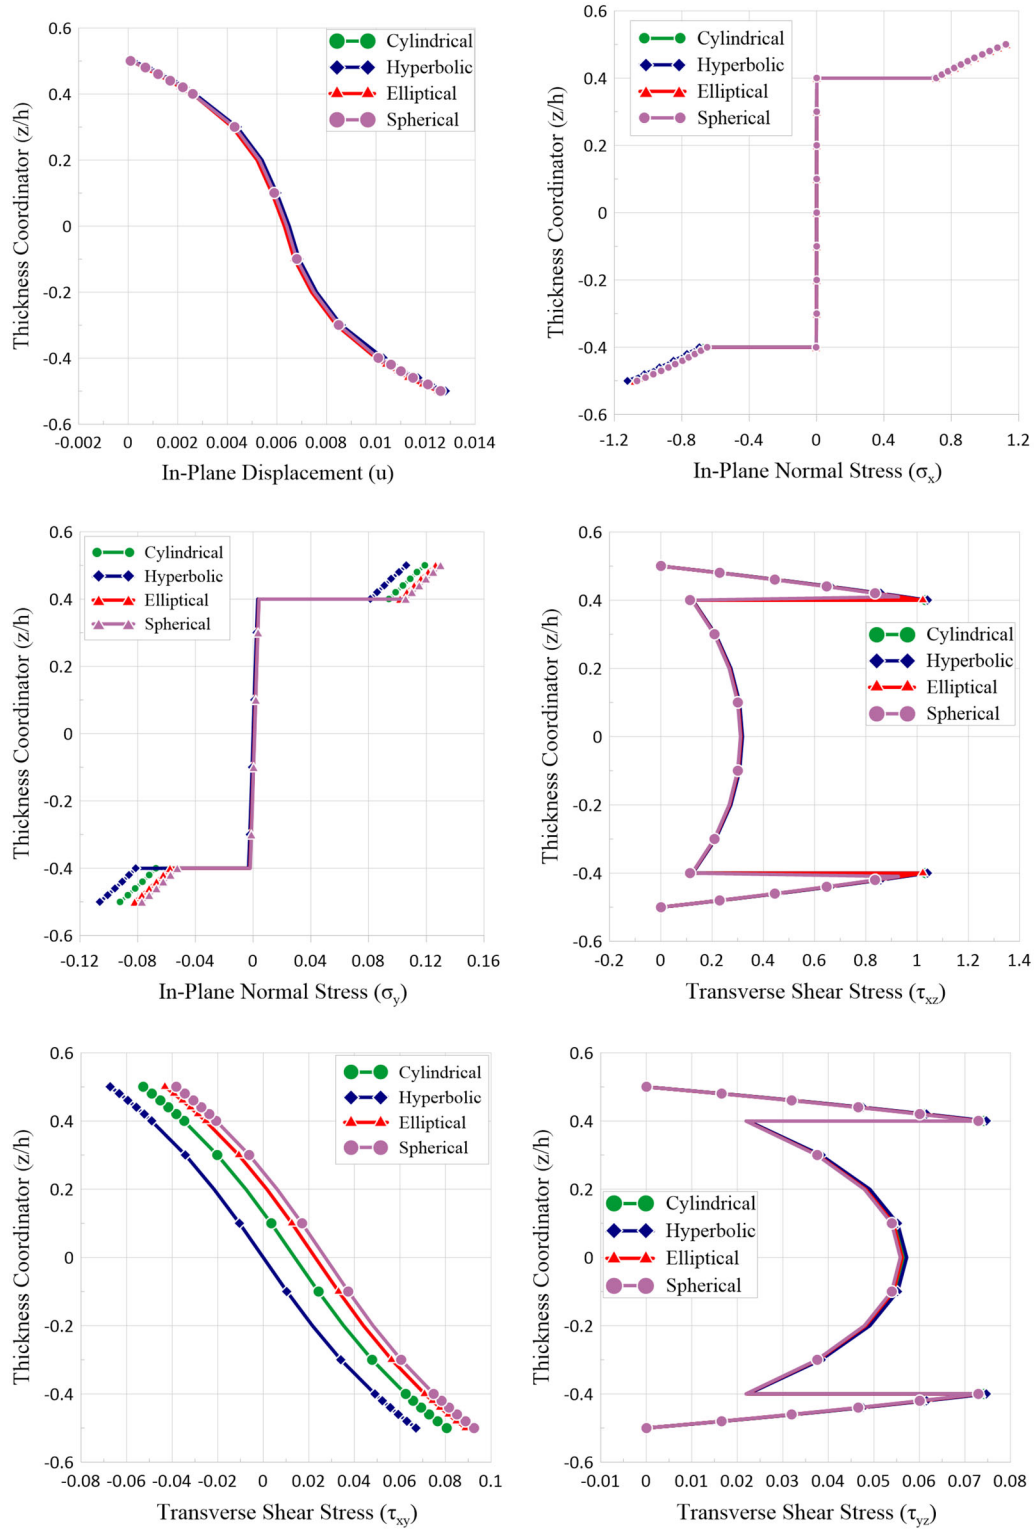 0.6
0.4
0.2
0
-0.2
-0.4
-0.6
Thickness Coordinator (z/h)
Cylindrical
Hyperbolic
Elliptical
Spherical
-0.002 0 0.002 0.004 0.006 0.008 0.01 0.012 0.014
In-Plane Displacement (u)
0.6
0.4
0.2
0
-0.2
-0.4
-0.6
Thickness Coordinator (z/h)
Cylindrical
Hyperbolic
Elliptical
Spherical
-1.2 -0.8 -0.4 0 0.4 0.8 1.2
In-Plane Normal Stress (σx)
0.6
0.4
0.2
0
-0.2
-0.4
-0.6
Thickness Coordinator (z/h)
Cylindrical
Hyperbolic
Elliptical
Spherical
-0.12 -0.08 -0.04 0 0.04 0.08 0.12 0.16
In-Plane Normal Stress (σy)
0.6
0.4
0.2
0
-0.2
-0.4
-0.6
Thickness Coordinator (z/h)
Cylindrical
Hyperbolic
Elliptical
Spherical
-0.2 0 0.2 0.4 0.6 0.8 1 1.2 1.4
Transverse Shear Stress (τxz)
0.6
0.4
0.2
0
-0.2
-0.4
-0.6
Thickness Coordinator (z/h)
Cylindrical
Hyperbolic
Elliptical
Spherical
-0.08 -0.06 -0.04 -0.02 0 0.02 0.04 0.06 0.08 0.1
Transverse Shear Stress (τxy)
0.6
0.4
0.2
0
-0.2
-0.4
-0.6
Thickness Coordinator (z/h)
Cylindrical
Hyperbolic
Elliptical
Spherical
-0.01 0 0.01 0.02 0.03 0.04 0.05 0.06 0.07 0.08
Transverse Shear Stress (τyz)